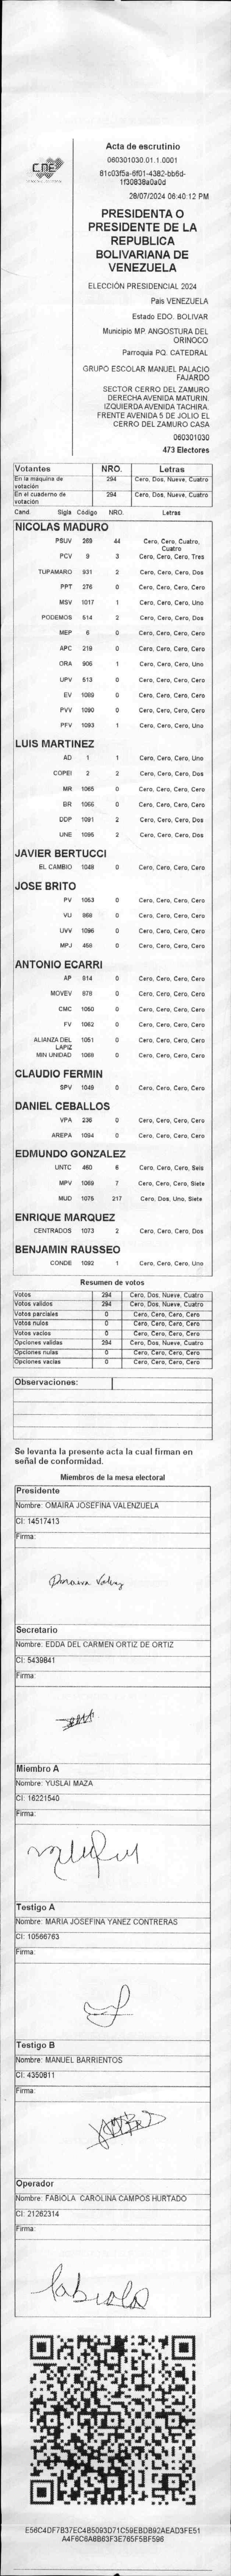 CNE
Acta de escrutinio
060301030.01.1.0001
81c03f5a-6f01-4382-bb6d-
1f30838a0a0d
28/07/2024 06:40:12 PM
PRESIDENTA O
PRESIDENTE DE LA
REPUBLICA
BOLIVARIANA DE
VENEZUELA
ELECCIÓN PRESIDENCIAL 2024
País VENEZUELA
Estado EDO. BOLIVAR
Municipio MP. ANGOSTURA DEL
ORINOCO
Parroquia PQ. CATEDRAL
GRUPO ESCOLAR MANUEL PALACIO
FAJARDO
SECTOR CERRO DEL ZAMURO
DERECHA AVENIDA MATURIN.
IZQUIERDA AVENIDA TACHIRA.
FRENTE AVENIDA 5 DE JOLIO EL
CERRO DEL ZAMURO CASA
060301030
473 Electores
Votantes NRO. Letras
En la máquina de votación 294 Cero, Dos, Nueve, Cuatro
En el cuaderno de votación 294 Cero, Dos, Nueve, Cuatro
Cand. Sigla Codigo NRO. Letras
NICOLAS MADURO
PSUV 269 44 Cero, Cero, Cuatro, Cuatro
PCV 9 3 Cero, Cero, Cero, Tres
TUPAMARO 931 2 Cero, Cero, Cero, Dos
PPT 276 0 Cero, Cero, Cero, Cero
MSV 1017 1 Cero, Cero, Cero, Uno
PODEMOS 514 2 Cero, Cero, Cero, Dos
MEP 6 0 Cero, Cero, Cero, Cero
APC 219 0 Cero, Cero, Cero, Cero
ORA 906 1 Cero, Cero, Cero, Uno
UPV 513 0 Cero, Cero, Cero, Cero
EV 1089 0 Cero, Cero, Cero, Cero
PVV 1090 0 Cero, Cero, Cero, Cero
PFV 1093 1 Cero, Cero, Cero, Uno
LUIS MARTINEZ
AD 1 1 Cero, Cero, Cero, Uno
COPEI 2 2 Cero, Cero, Cero, Dos
MR 1065 0 Cero, Cero, Cero, Cero
BR 1066 0 Cero, Cero, Cero, Cero
DDP 1091 2 Cero, Cero, Cero, Dos
UNE 1095 2 Cero, Cero, Cero, Dos
JAVIER BERTUCCI
EL CAMBIO 1048 0 Cero, Cero, Cero, Cero
JOSE BRITO
PV 1053 0 Cero, Cero, Cero, Cero
VU 868 0 Cero, Cero, Cero, Cero
UVV 1096 0 Cero, Cero, Cero, Cero
MPJ 456 0 Cero, Cero, Cero, Cero
ANTONIO ECARRI
AP 814 0 Cero, Cero, Cero, Cero
MOVEV 878 0 Cero, Cero, Cero, Cero
CMC 1050 0 Cero, Cero, Cero, Cero
FV 1062 0 Cero, Cero, Cero, Cero
ALIANZA DEL LAPIZ 1051 0 Cero, Cero, Cero, Cero
MIN UNIDAD 1088 0 Cero, Cero, Cero, Cero
CLAUDIO FERMIN
SPV 1049 0 Cero, Cero, Cero, Cero
DANIEL CEBALLOS
VPA 236 0 Cero, Cero, Cero, Cero
AREPA 1094 0 Cero, Cero, Cero, Cero
EDMUNDO GONZALEZ
UNTC 460 6 Cero, Cero, Cero, Seis
MPV 1069 7 Cero, Cero, Cero, Siete
MUD 1076 217 Cero, Dos, Uno, Siete
ENRIQUE MARQUEZ
CENTRADOS 1073 2 Cero, Cero, Cero, Dos
BENJAMIN RAUSSEO
CONDE 1092 1 Cero, Cero, Cero, Uno
Resumen de votos
Votos 294 Cero, Dos, Nueve, Cuatro
Votos validos 294 Cero, Dos, Nueve, Cuatro
Votos parciales 0 Cero, Cero, Cero, Cero
Votos nulos 0 Cero, Cero, Cero, Cero
Votos vacíos 0 Cero, Cero, Cero, Cero
Opciones validas 294 Cero, Dos, Nueve, Cuatro
Opciones nulas 0 Cero, Cero, Cero, Cero
Opciones vacías 0 Cero, Cero, Cero, Cero
Observaciones:
Se levanta la presente acta la cual firman en
señal de conformidad.
Miembros de la mesa electoral
Presidente
Nombre: OMAIRA JOSEFINA VALENZUELA
CI: 14517413
Firma:
Secretario
Nombre: EDDA DEL CARMEN ORTIZ DE ORTIZ
CI: 5439841
Firma:
Miembro A
Nombre: YUSLAI MAZA
CI: 16221540
Firma:
Testigo A
Nombre: MARIA JOSEFINA YANEZ CONTRERAS
CI: 10566763
Firma:
Testigo B
Nombre: MANUEL BARRIENTOS
CI: 4350811
Firma:
Operador
Nombre: FABIOLA CAROLINA CAMPOS HURTADO
CI: 21262314
Firma:
fabiola
E56C4DF7B37EC4B5093D71C59EBDB92AEAD3FE51
A4F6C6A8B63F3E765F5BF596